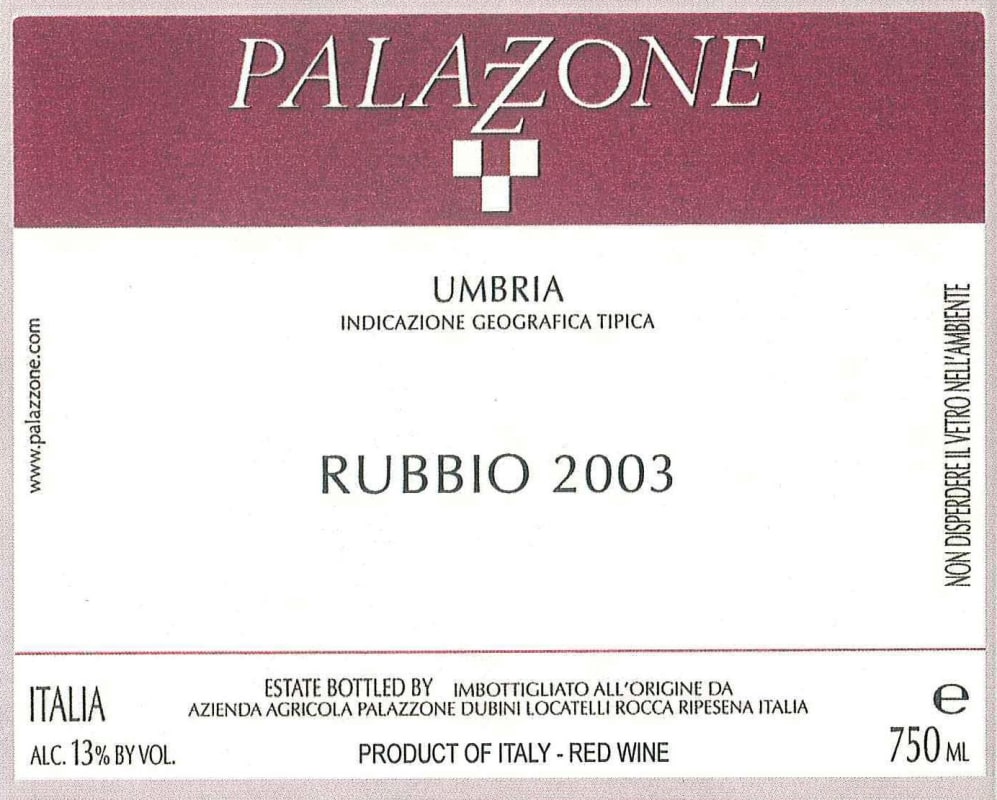 PALAZZONE
UMBRIA
INDICAZIONE GEOGRAFICA TIPICA
www.palazzone.com
NON DISPERDERE IL VETRO NELL'AMBIENTE
RUBBIO 2003
ITALIA
ESTATE BOTTLED BY IMBOTTIGLIATO ALL'ORIGINE DA
AZIENDA AGRICOLA PALAZZONE DUBINI LOCATELLI ROCCA RIPESENA ITALIA
e
ALC. 13% BY VOL.
PRODUCT OF ITALY - RED WINE
750 ML